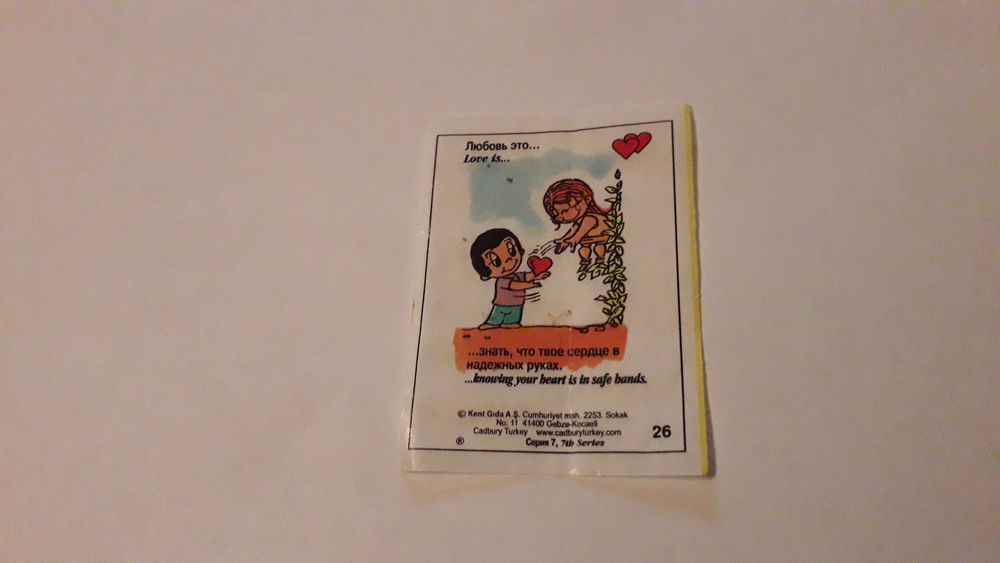 Любовь это...
Love is...
...знать, что твое сердце в
надежных руках.
...knowing your heart is in safe hands.
© Kent Gıda A.Ş. Cumhuriyet mah. 2253. Sokak
No: 11 41400 Gebze-Kocaeli
Cadbury Turkey www.cadburyturkey.com
® Серия 7, 7th Series
26